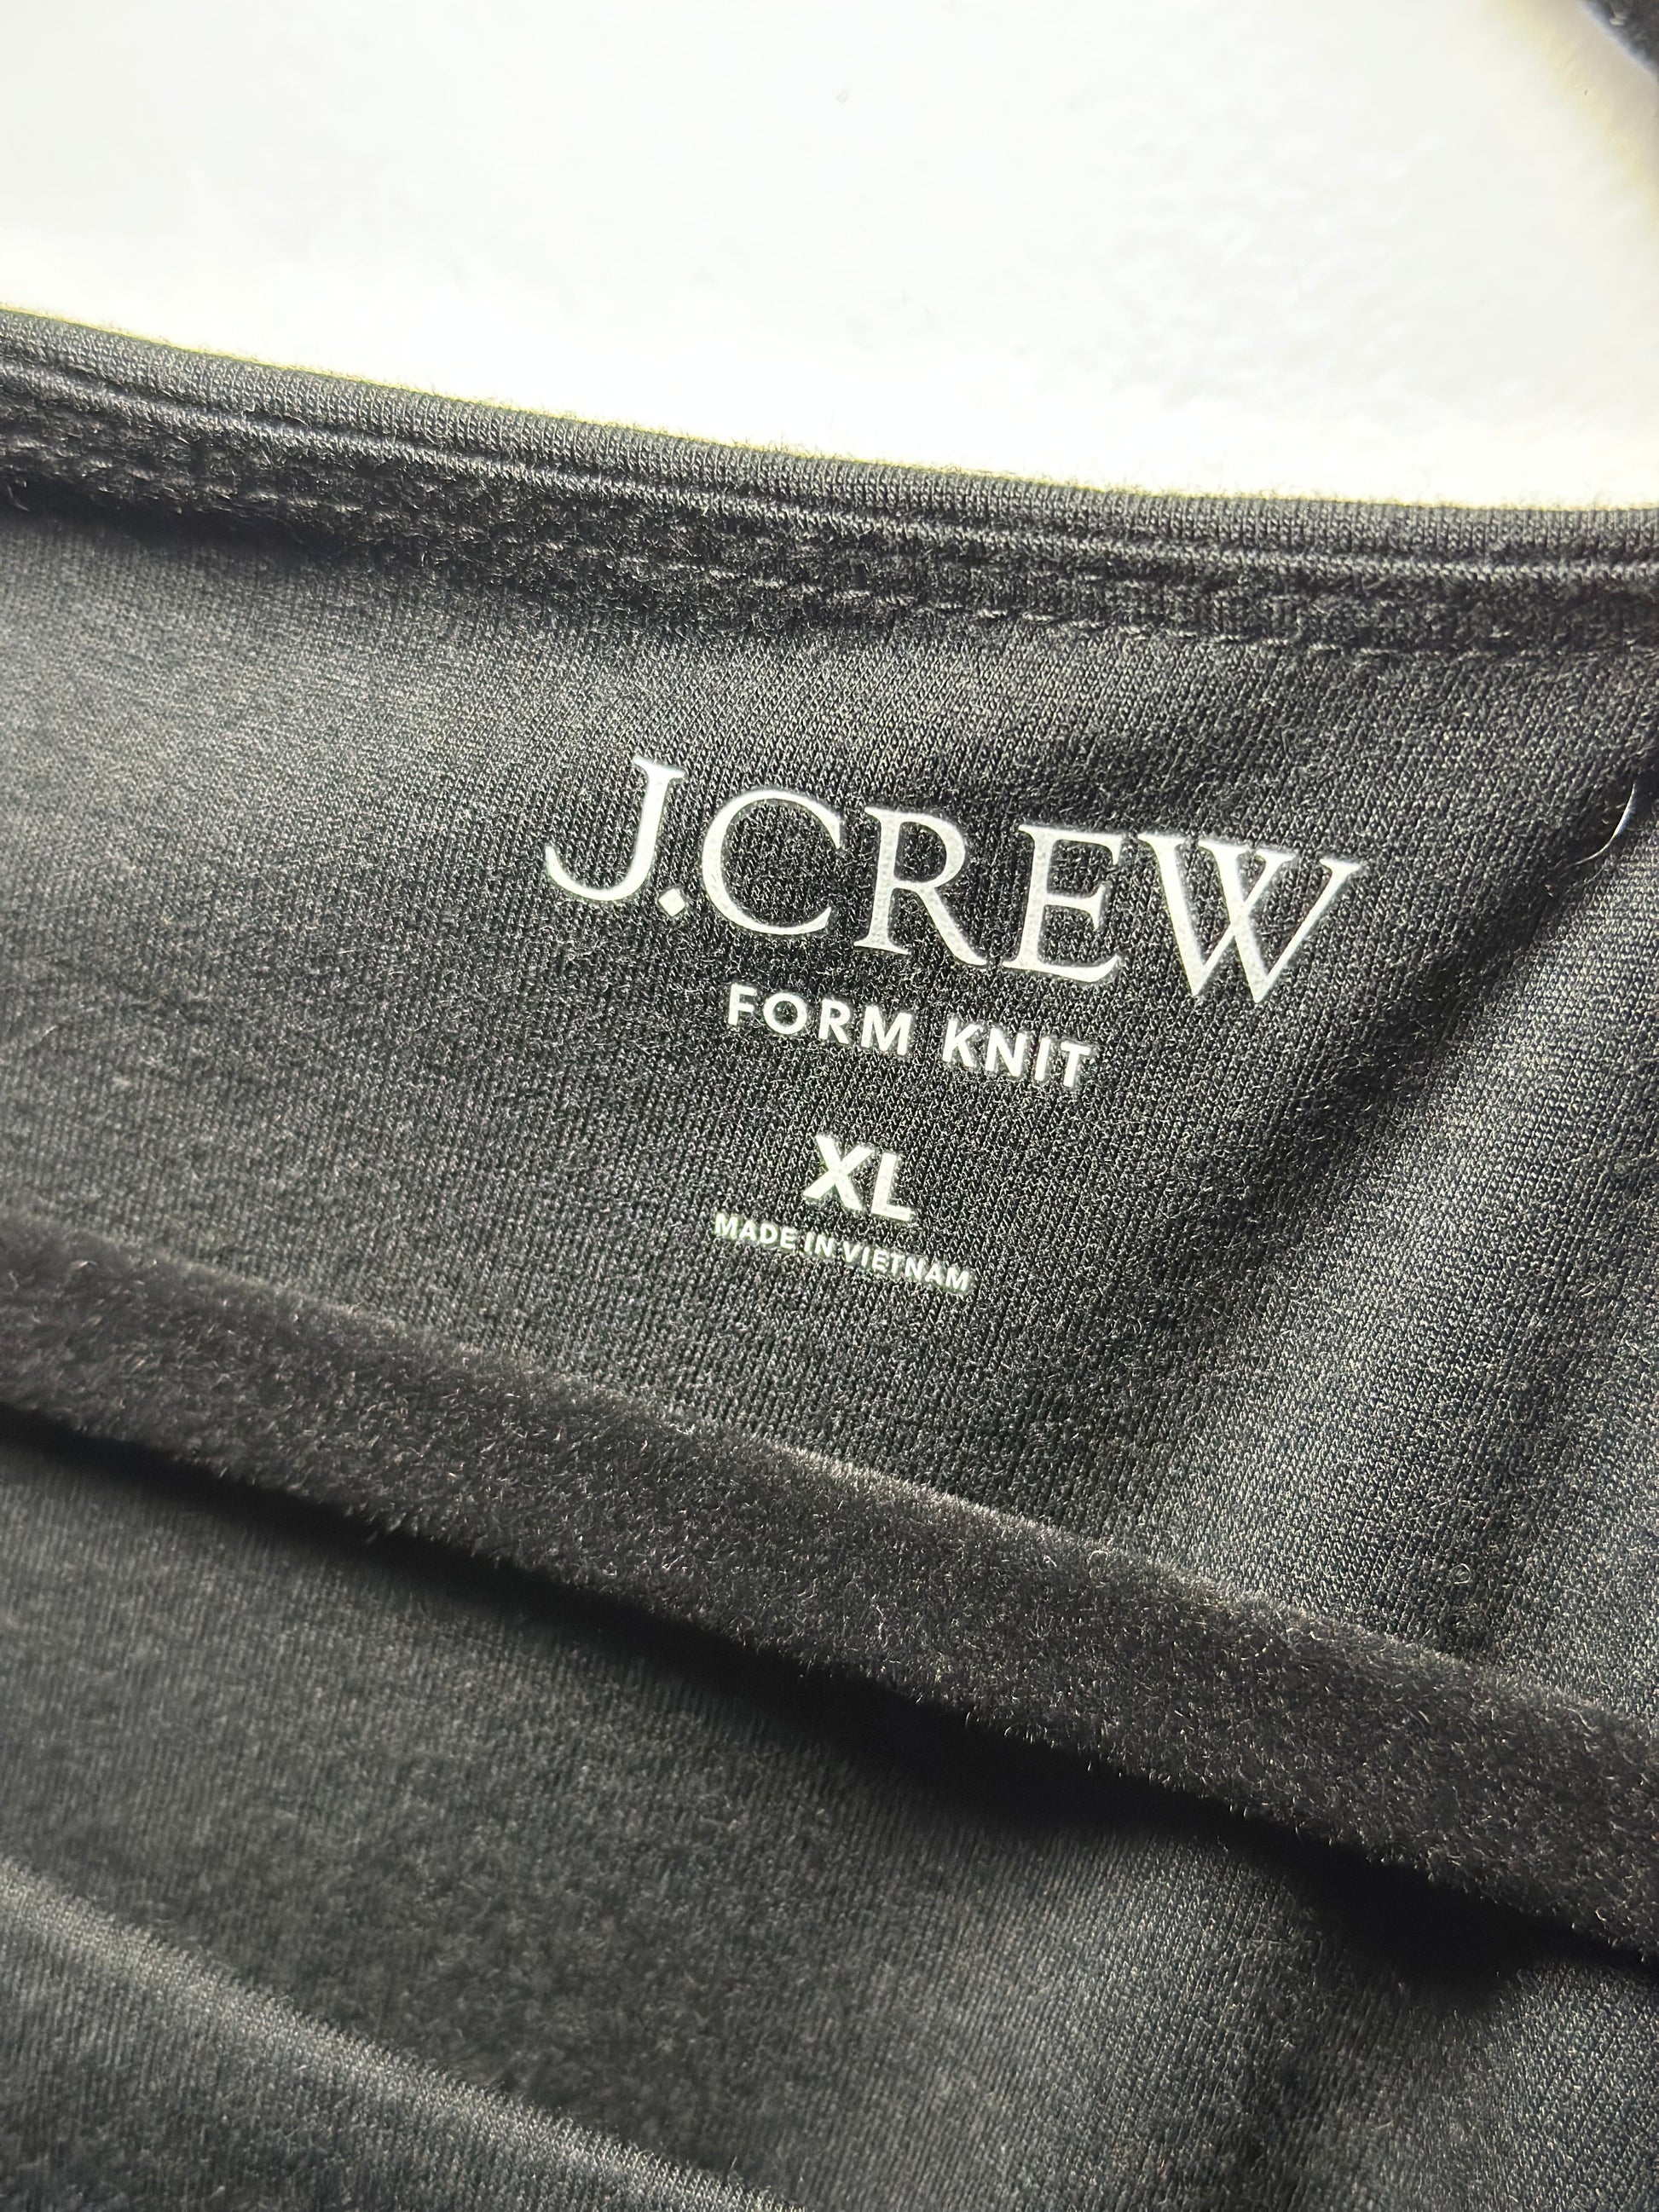 J.CREW
FORM KNIT
XL
MADE IN VIETNAM